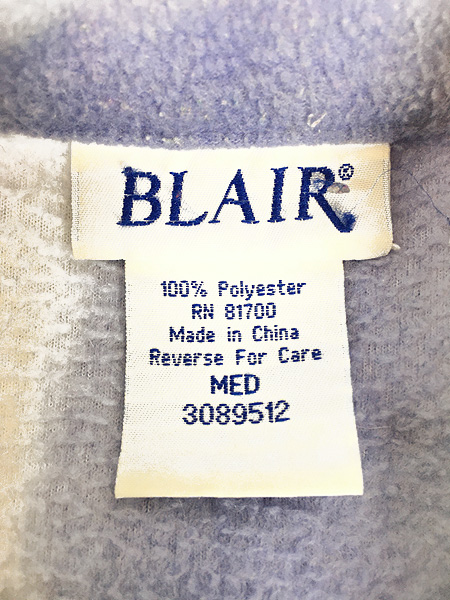 BLAIR®
100% Polyester
RN 81700
Made in China
Reverse For Care
MED
3089512